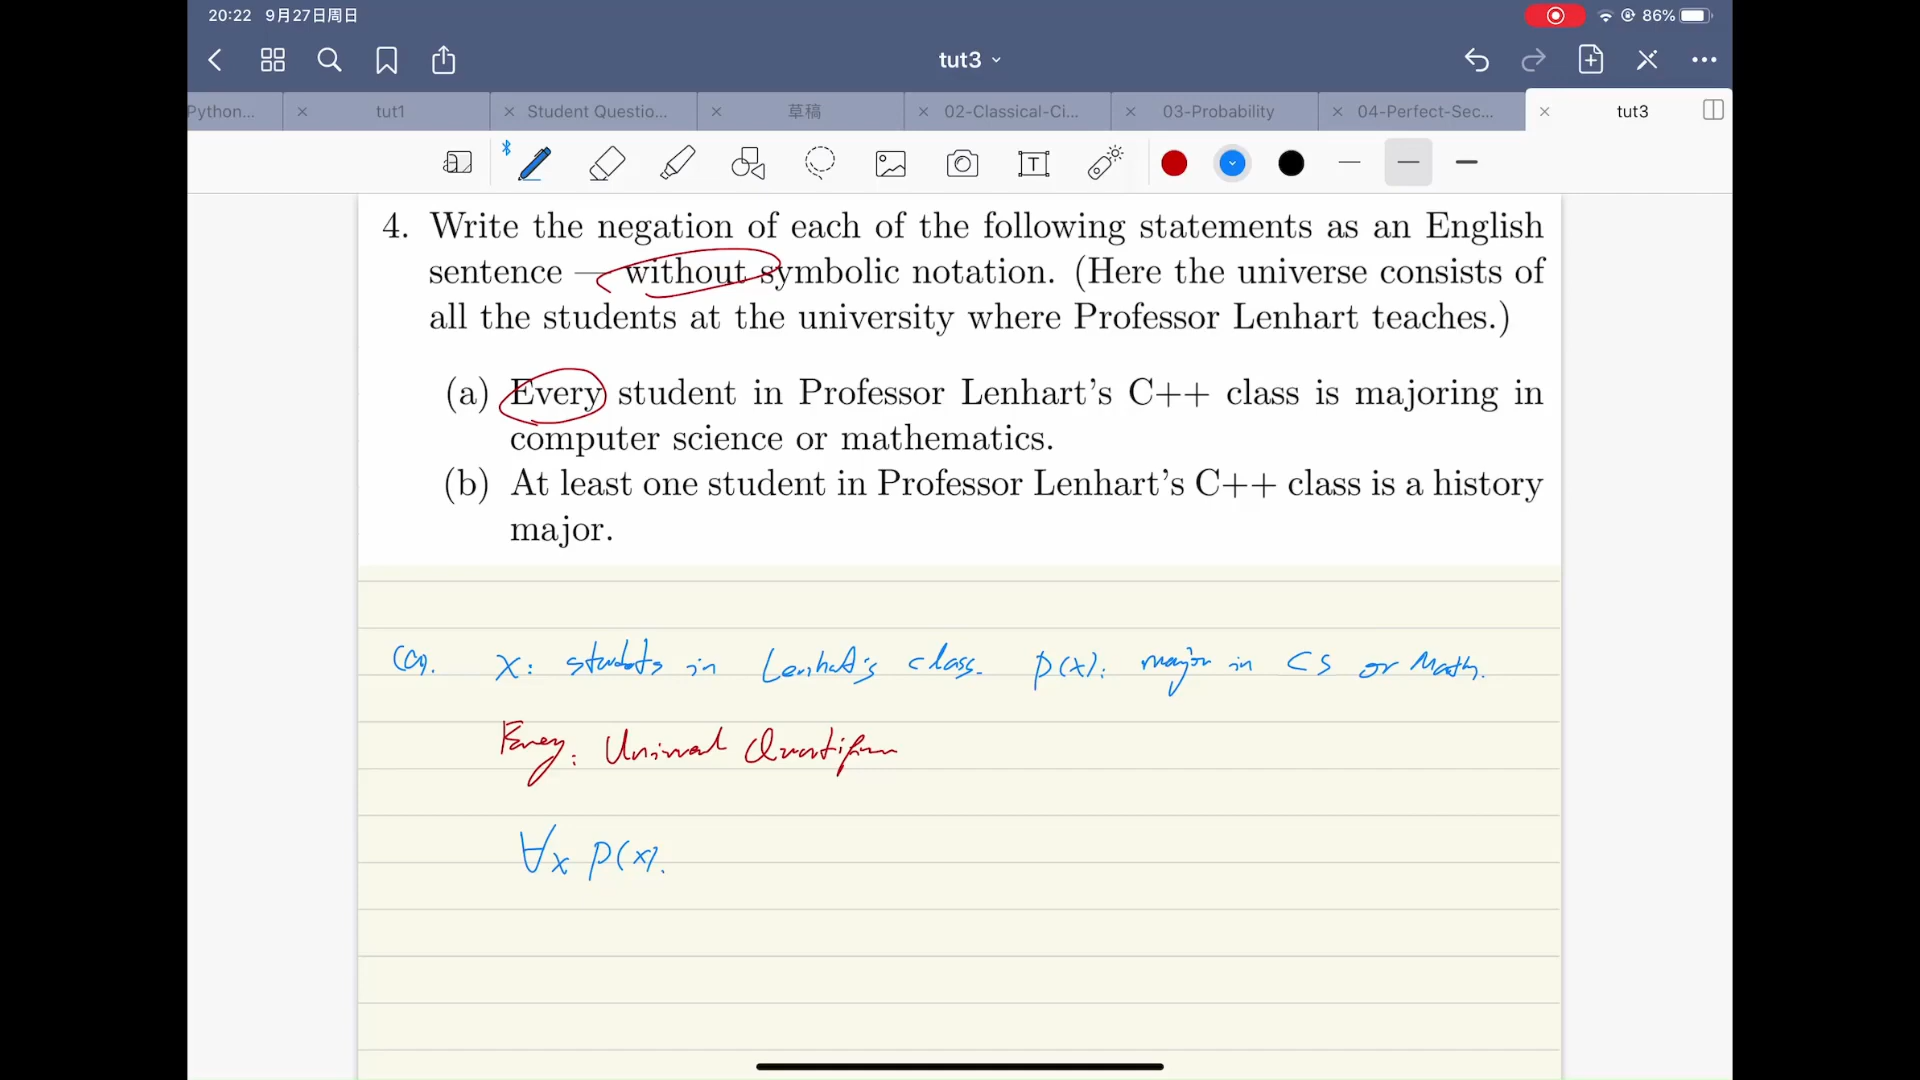 20:22 9月27日周日
86%
tut3
Python... tut1 Student Questio... 草稿 02-Classical-Ci... 03-Probability 04-Perfect-Sec... tut3
4. Write the negation of each of the following statements as an English
sentence — without symbolic notation. (Here the universe consists of
all the students at the university where Professor Lenhart teaches.)
(a) Every student in Professor Lenhart's C++ class is majoring in
computer science or mathematics.
(b) At least one student in Professor Lenhart's C++ class is a history
major.
(a). x: students in Lenhart's class. p(x): major in CS or Math.
Every: Universal Quantifier
∀x p(x).